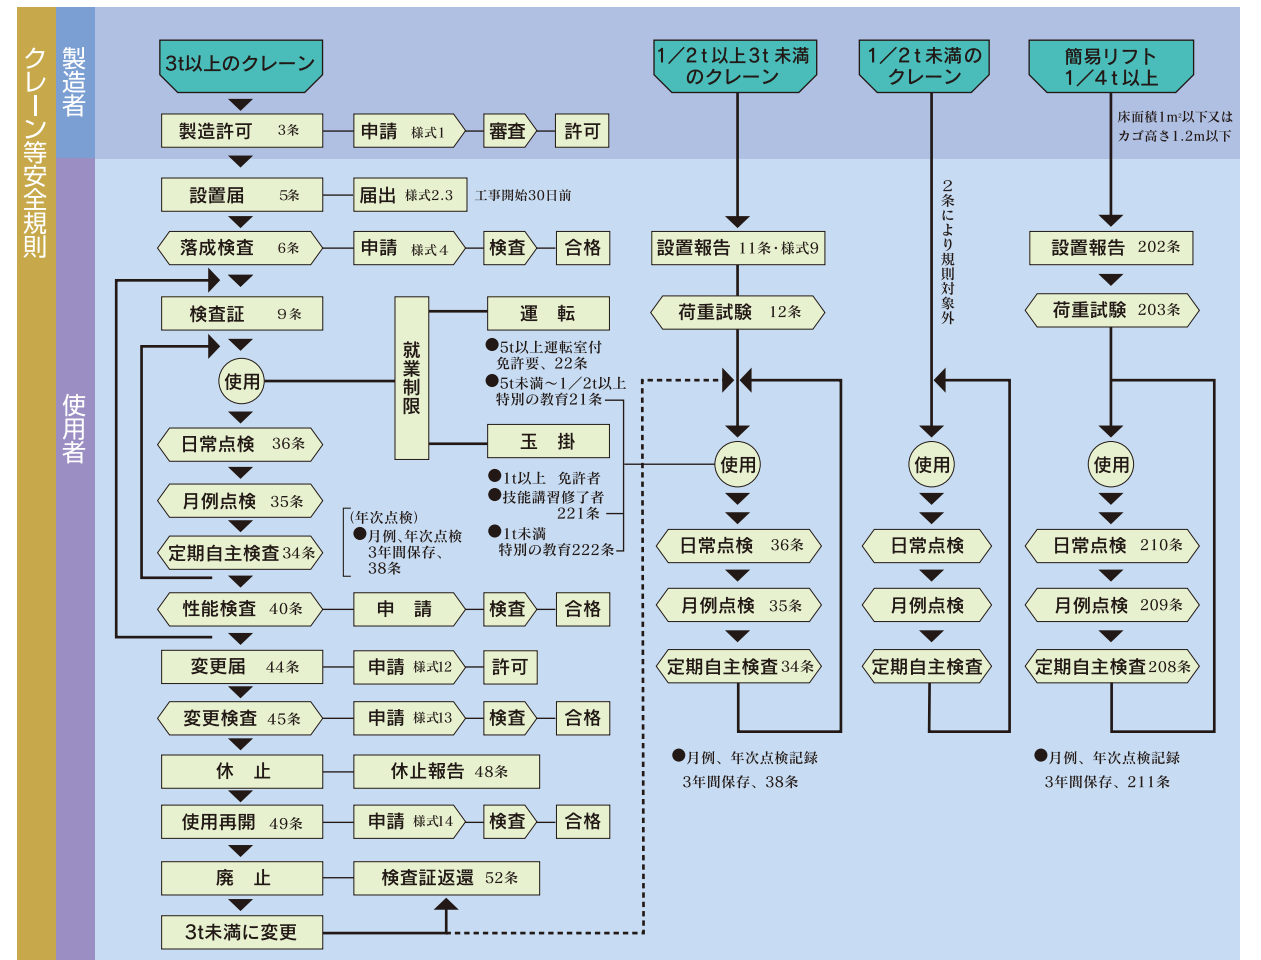 クレーン等安全規則
製造者
使用者
3t以上のクレーン
製造許可 3条
申請 様式1
審査
許可
設置届 5条
届出 様式2.3
工事開始30日前
落成検査 6条
申請 様式4
検査
合格
検査証 9条
使用
日常点検 36条
月例点検 35条
定期自主検査34条
(年次点検)
●月例、年次点検
3年間保存、
38条
就業制限
運 転
●5t以上運転室付
免許要、22条
●5t未満〜1/2t以上
特別の教育21条
玉 掛
●1t以上 免許者
●技能講習修了者
221条
●1t未満
特別の教育222条
性能検査 40条
申 請
検査
合格
変更届 44条
申請 様式12
許可
変更検査 45条
申請 様式13
検査
合格
休 止
休止報告 48条
使用再開 49条
申請 様式14
検査
合格
廃 止
検査証返還 52条
3t未満に変更
1/2t以上3t未満
のクレーン
設置報告 11条・様式9
荷重試験 12条
使用
日常点検 36条
月例点検 35条
定期自主検査34条
●月例、年次点検記録
3年間保存、38条
1/2t未満の
クレーン
2条により規則対象外
使用
日常点検
月例点検
定期自主検査
簡易リフト
1/4t以上
床面積1m²以下又は
カゴ高さ1.2m以下
設置報告 202条
荷重試験 203条
使用
日常点検 210条
月例点検 209条
定期自主検査208条
●月例、年次点検記録
3年間保存、211条